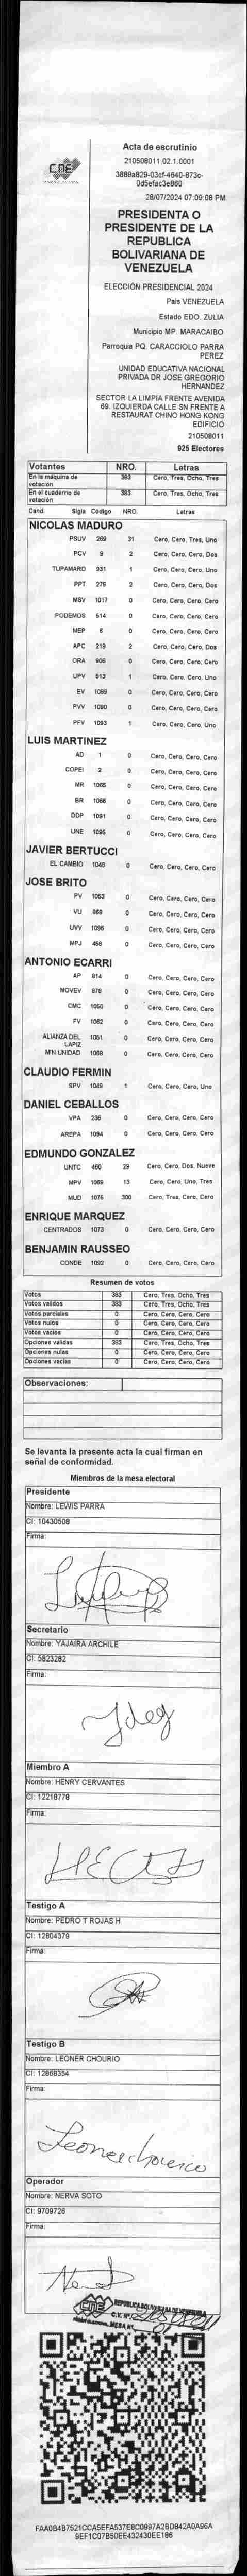 CNE
Acta de escrutinio
210508011.02.1.0001
3889a829-03cf-4640-873c-
0d5efac3e860
28/07/2024 07:09:08 PM
PRESIDENTA O
PRESIDENTE DE LA
REPUBLICA
BOLIVARIANA DE
VENEZUELA
ELECCIÓN PRESIDENCIAL 2024
País VENEZUELA
Estado EDO. ZULIA
Municipio MP. MARACAIBO
Parroquia PQ. CARACCIOLO PARRA
PEREZ
UNIDAD EDUCATIVA NACIONAL
PRIVADA DR JOSE GREGORIO
HERNANDEZ
SECTOR LA LIMPIA FRENTE AVENIDA
69. IZQUIERDA CALLE SN FRENTE A
RESTAURAT CHINO HONG KONG
EDIFICIO
210508011
925 Electores
Votantes NRO. Letras
En la máquina de votación 383 Cero, Tres, Ocho, Tres
En el cuaderno de votación 383 Cero, Tres, Ocho, Tres
Cand. Sigla Código NRO. Letras
NICOLAS MADURO
PSUV 269 31 Cero, Cero, Tres, Uno
PCV 9 2 Cero, Cero, Cero, Dos
TUPAMARO 931 1 Cero, Cero, Cero, Uno
PPT 276 2 Cero, Cero, Cero, Dos
MSV 1017 0 Cero, Cero, Cero, Cero
PODEMOS 514 0 Cero, Cero, Cero, Cero
MEP 6 0 Cero, Cero, Cero, Cero
APC 219 2 Cero, Cero, Cero, Dos
ORA 906 0 Cero, Cero, Cero, Cero
UPV 513 1 Cero, Cero, Cero, Uno
EV 1089 0 Cero, Cero, Cero, Cero
PVV 1090 0 Cero, Cero, Cero, Cero
PFV 1093 1 Cero, Cero, Cero, Uno
LUIS MARTINEZ
AD 1 0 Cero, Cero, Cero, Cero
COPEI 2 0 Cero, Cero, Cero, Cero
MR 1065 0 Cero, Cero, Cero, Cero
BR 1066 0 Cero, Cero, Cero, Cero
DDP 1091 0 Cero, Cero, Cero, Cero
UNE 1095 0 Cero, Cero, Cero, Cero
JAVIER BERTUCCI
EL CAMBIO 1048 0 Cero, Cero, Cero, Cero
JOSE BRITO
PV 1053 0 Cero, Cero, Cero, Cero
VU 969 0 Cero, Cero, Cero, Cero
UVV 1096 0 Cero, Cero, Cero, Cero
MPJ 458 0 Cero, Cero, Cero, Cero
ANTONIO ECARRI
AP 914 0 Cero, Cero, Cero, Cero
MOVEV 878 0 Cero, Cero, Cero, Cero
CMC 1060 0 Cero, Cero, Cero, Cero
FV 1062 0 Cero, Cero, Cero, Cero
ALIANZA DEL LAPIZ 1051 0 Cero, Cero, Cero, Cero
MIN UNIDAD 1069 0 Cero, Cero, Cero, Cero
CLAUDIO FERMIN
SPV 1049 1 Cero, Cero, Cero, Uno
DANIEL CEBALLOS
VPA 236 0 Cero, Cero, Cero, Cero
AREPA 1094 0 Cero, Cero, Cero, Cero
EDMUNDO GONZALEZ
UNTC 460 29 Cero, Cero, Dos, Nueve
MPV 1089 13 Cero, Cero, Uno, Tres
MUD 1075 300 Cero, Tres, Cero, Cero
ENRIQUE MARQUEZ
CENTRADOS 1073 0 Cero, Cero, Cero, Cero
BENJAMIN RAUSSEO
CONDE 1092 0 Cero, Cero, Cero, Cero
Resumen de votos
Votos 383 Cero, Tres, Ocho, Tres
Votos validos 383 Cero, Tres, Ocho, Tres
Votos parciales 0 Cero, Cero, Cero, Cero
Votos nulos 0 Cero, Cero, Cero, Cero
Votos vacios 0 Cero, Cero, Cero, Cero
Opciones validas 383 Cero, Tres, Ocho, Tres
Opciones nulas 0 Cero, Cero, Cero, Cero
Opciones vacias 0 Cero, Cero, Cero, Cero
Observaciones:
Se levanta la presente acta la cual firman en
señal de conformidad.
Miembros de la mesa electoral
Presidente
Nombre: LEWIS PARRA
CI: 10430508
Firma:
Secretario
Nombre: YAJAIRA ARCHILE
CI: 5823282
Firma:
Miembro A
Nombre: HENRY CERVANTES
CI: 12218778
Firma:
Testigo A
Nombre: PEDRO T ROJAS H
CI: 12804379
Firma:
Testigo B
Nombre: LEONER CHOURIO
CI: 12868354
Firma:
Leoner chourio
Operador
Nombre: NERVA SOTO
CI: 9709726
Firma:
CNE REPUBLICA BOLIVARIANA DE VENEZUELA
C.V. Nº
MESA Nº
FAA0B4B7521CCA5EFA537E8C0997A2BDB42A0A96A
9EF1C07B50EE432430EE186